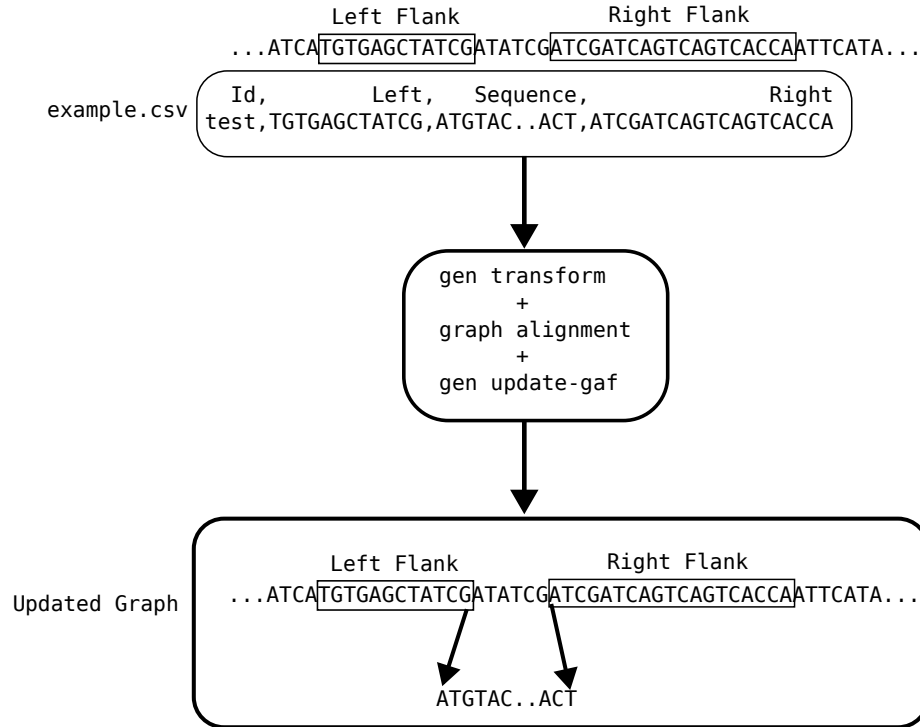 Left Flank Right Flank
...ATCATGTGAGCTATCGATATCGATCGATCAGTCAGTCACCAATTCATA...
example.csv
Id, Left, Sequence, Right
test,TGTGAGCTATCG,ATGTAC..ACT,ATCGATCAGTCAGTCACCA
gen transform
+
graph alignment
+
gen update-gaf
Updated Graph
Left Flank Right Flank
...ATCATGTGAGCTATCGATATCGATCGATCAGTCAGTCACCAATTCATA...
ATGTAC..ACT